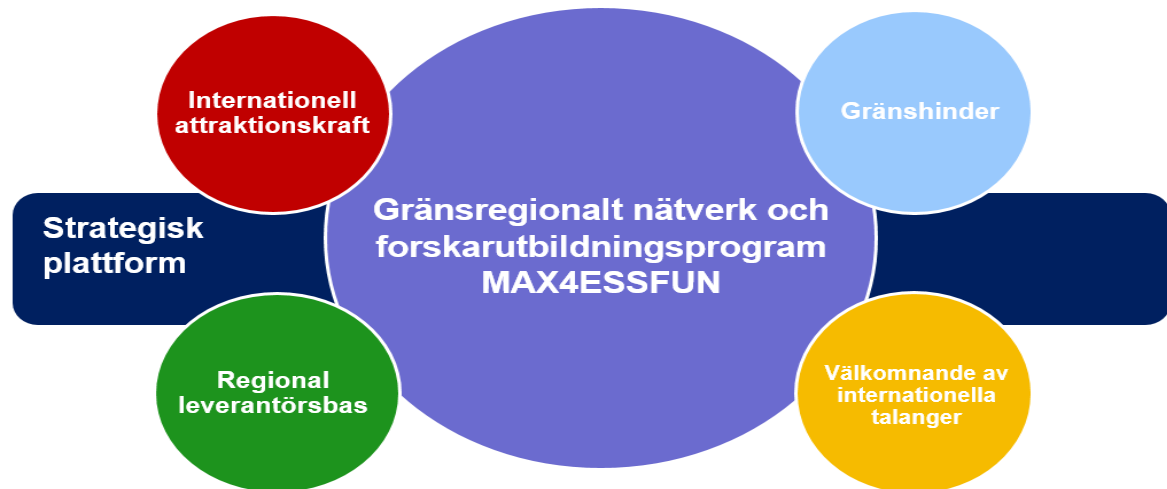 Internationell
attraktionskraft
Gränshinder
Strategisk
plattform
Gränsregionalt nätverk och
forskarutbildningsprogram
MAX4ESSFUN
Regional
leverantörsbas
Välkomnande av
internationella
talanger